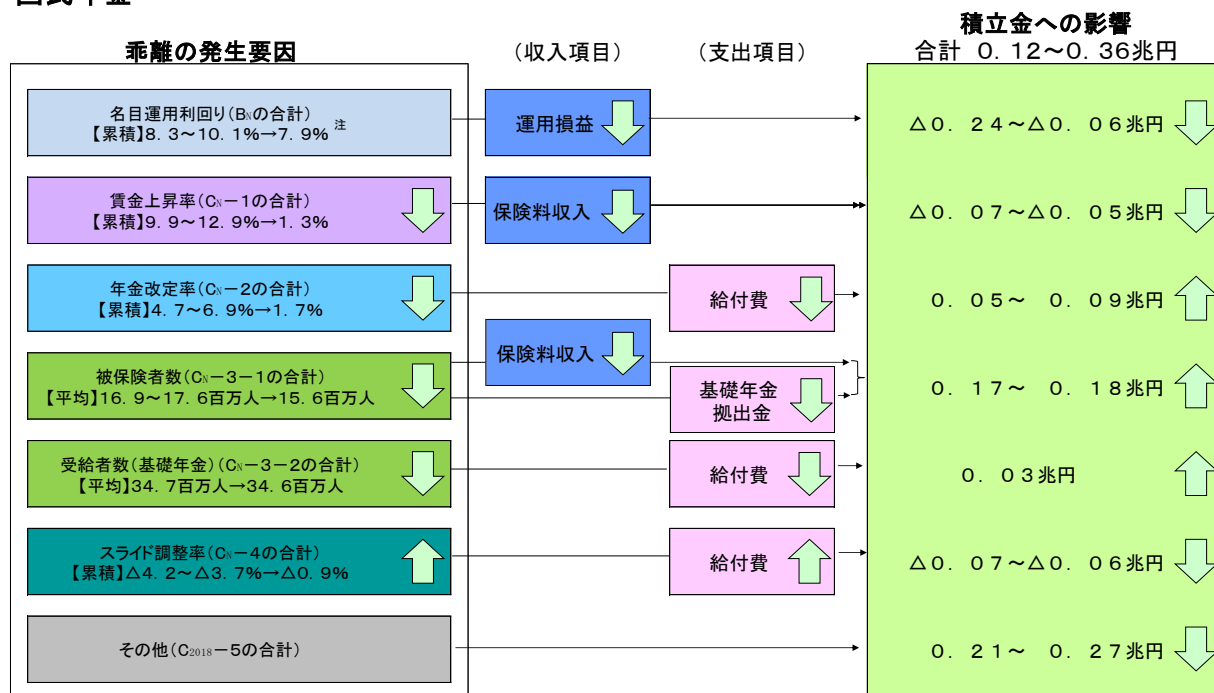 積立金への影響
乖離の発生要因
(収入項目)
(支出項目)
合計 0.12～0.36兆円
名目運用利回り(BNの合計)
【累積】8.3～10.1%→7.9% 注
運用損益
△0.24～△0.06兆円
賃金上昇率(CN－1の合計)
【累積】9.9～12.9%→1.3%
保険料収入
△0.07～△0.05兆円
年金改定率(CN－2の合計)
【累積】4.7～6.9%→1.7%
給付費
0.05～ 0.09兆円
保険料収入
被保険者数(CN－3－1の合計)
【平均】16.9～17.6百万人→15.6百万人
基礎年金
拠出金
0.17～ 0.18兆円
受給者数(基礎年金)(CN－3－2の合計)
【平均】34.7百万人→34.6百万人
給付費
0.03兆円
スライド調整率(CN－4の合計)
【累積】△4.2～△3.7%→△0.9%
給付費
△0.07～△0.06兆円
その他(C2018－5の合計)
0.21～ 0.27兆円